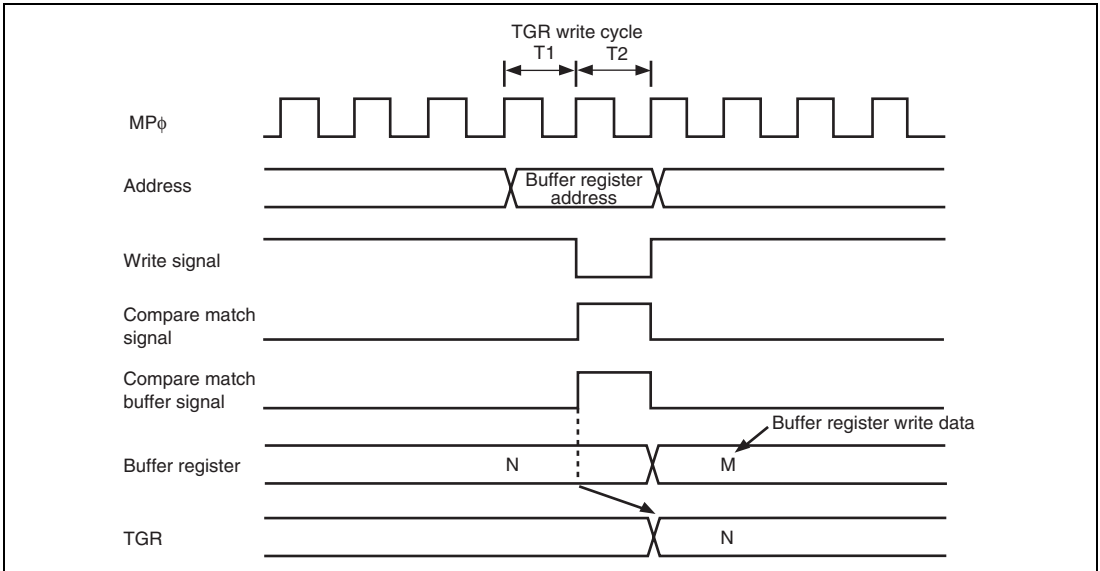 TGR write cycle
T1 T2
MPϕ
Address
Buffer register
address
Write signal
Compare match
signal
Compare match
buffer signal
Buffer register write data
Buffer register
N
M
TGR
N